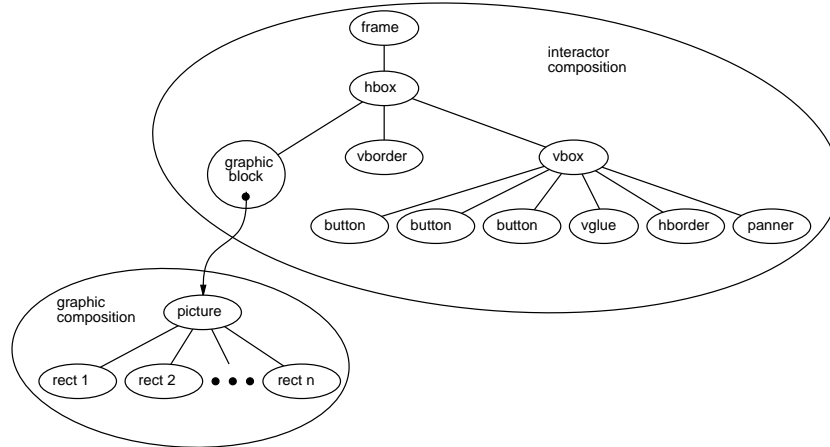 frame
interactor
composition
hbox
graphic
block
vborder
vbox
button
button
button
vglue
hborder
panner
graphic
composition
picture
rect 1
rect 2
rect n